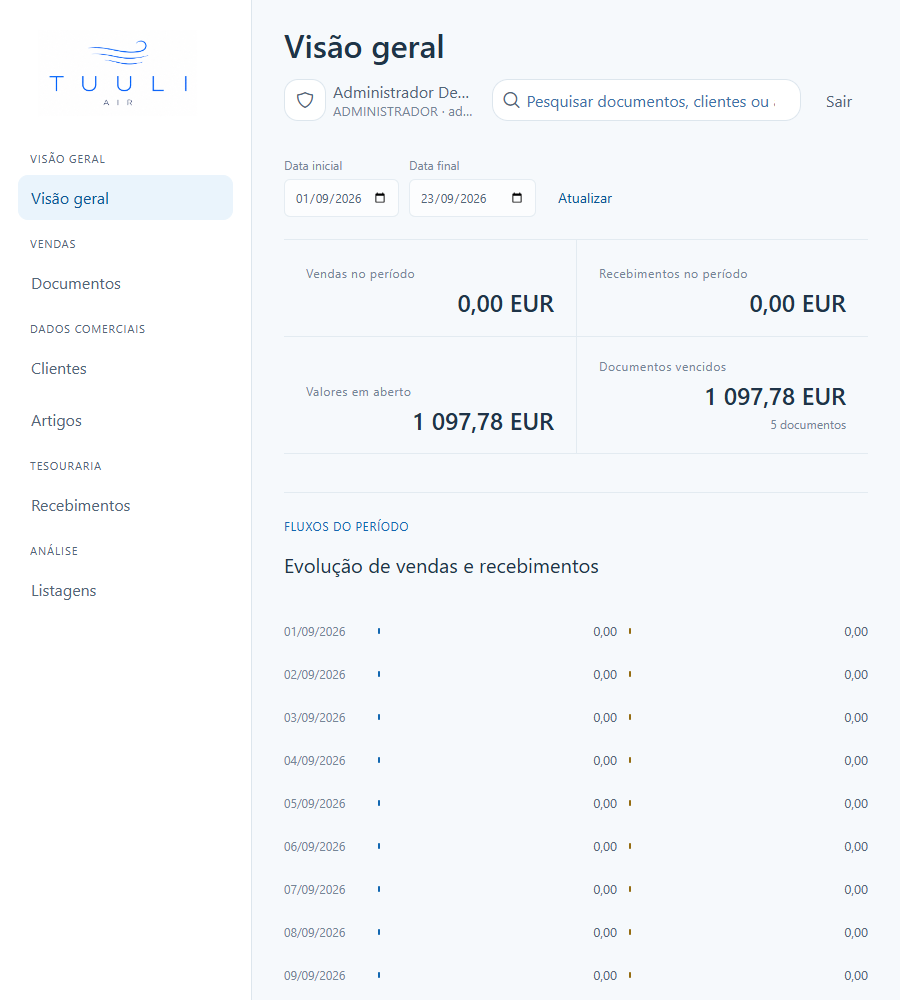 TUULI
AIR
VISÃO GERAL
Visão geral
VENDAS
Documentos
DADOS COMERCIAIS
Clientes
Artigos
TESOURARIA
Recebimentos
ANÁLISE
Listagens
Visão geral
Administrador De...
ADMINISTRADOR · ad...
Pesquisar documentos, clientes ou
Sair
Data inicial
Data final
01/09/2026
23/09/2026
Atualizar
Vendas no período
0,00 EUR
Recebimentos no período
0,00 EUR
Valores em aberto
1 097,78 EUR
Documentos vencidos
1 097,78 EUR
5 documentos
FLUXOS DO PERÍODO
Evolução de vendas e recebimentos
01/09/2026 0,00 0,00
02/09/2026 0,00 0,00
03/09/2026 0,00 0,00
04/09/2026 0,00 0,00
05/09/2026 0,00 0,00
06/09/2026 0,00 0,00
07/09/2026 0,00 0,00
08/09/2026 0,00 0,00
09/09/2026 0,00 0,00